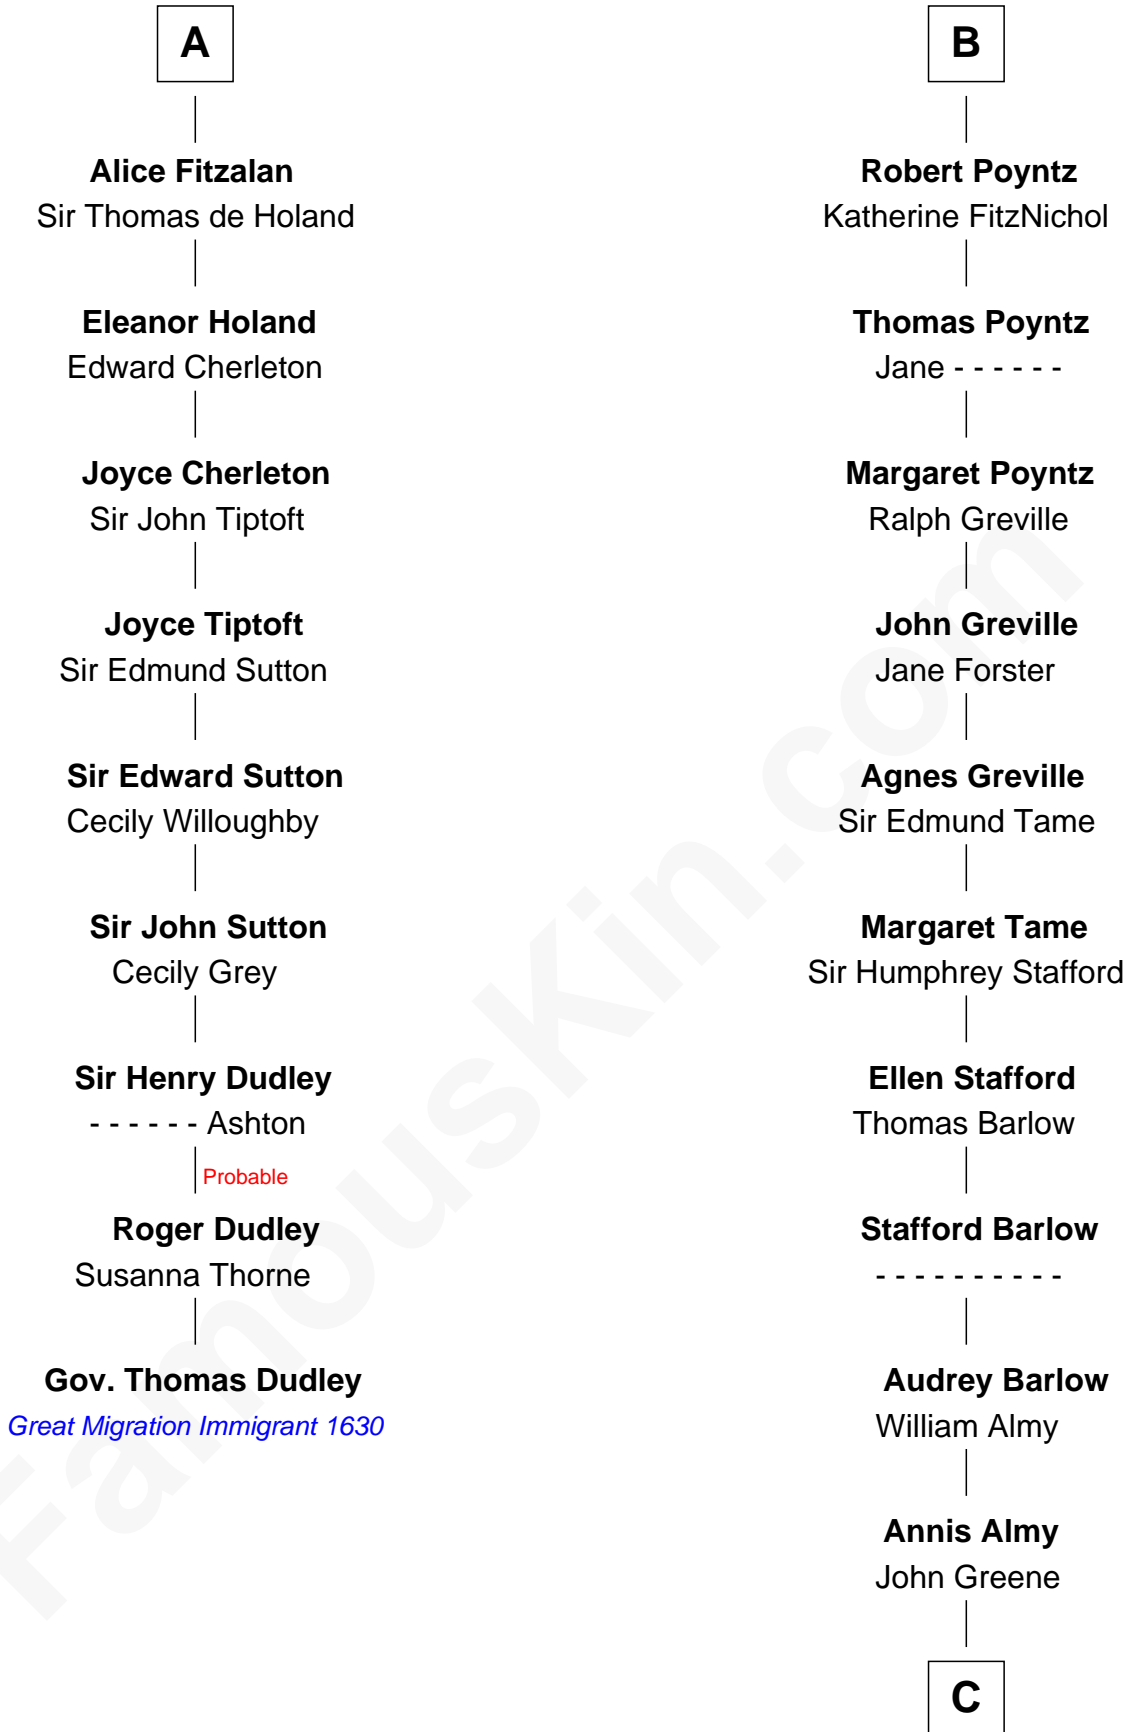 A
Alice Fitzalan
Sir Thomas de Holand
Eleanor Holand
Edward Cherleton
Joyce Cherleton
Sir John Tiptoft
Joyce Tiptoft
Sir Edmund Sutton
Sir Edward Sutton
Cecily Willoughby
Sir John Sutton
Cecily Grey
Sir Henry Dudley
- - - - - - Ashton
Probable
Roger Dudley
Susanna Thorne
Gov. Thomas Dudley
Great Migration Immigrant 1630
B
Robert Poyntz
Katherine FitzNichol
Thomas Poyntz
Jane - - - - - -
Margaret Poyntz
Ralph Greville
John Greville
Jane Forster
Agnes Greville
Sir Edmund Tame
Margaret Tame
Sir Humphrey Stafford
Ellen Stafford
Thomas Barlow
Stafford Barlow
- - - - - - - - - -
Audrey Barlow
William Almy
Annis Almy
John Greene
C
FamousKin.com